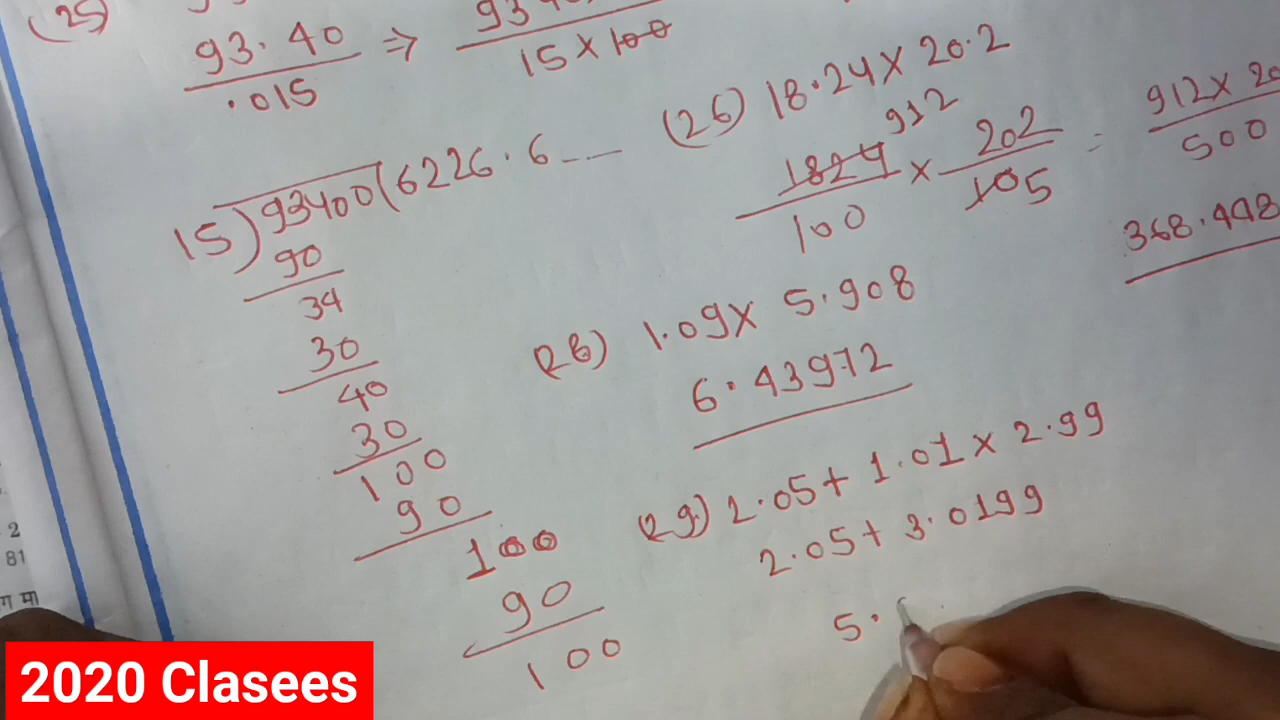 (25)
93.40
.015
⇒
15 × 100
15) 93400 (6226.6 ---
90
34
30
40
30
100
90
100
90
100
(26) 18.24 × 20.2
912
1824 × 202 =
100
105
912 × 20
500
368.448
28) 1.09 × 5.908
6.43972
29) 2.05 + 1.01 × 2.99
2.05 + 3.0199
5.
2
81
2020 Clasees